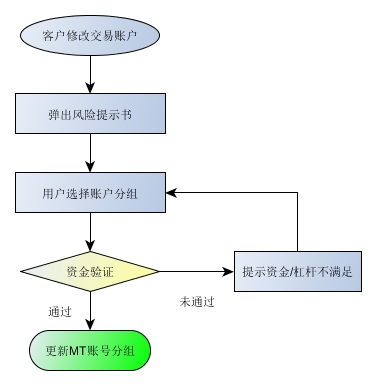 客户修改交易账户
弹出风险提示书
用户选择账户分组
资金验证
提示资金/杠杆不满足
未通过
通过
更新MT账号分组